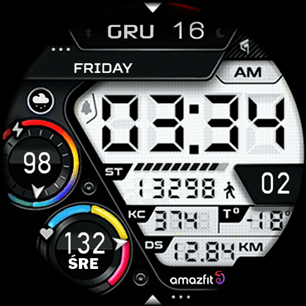 GRU 16
FRIDAY
AM
03:34
98
ST
13298
02
KC 374
T° -18°
132
ŚRE
DS 12.84 KM
amazfit